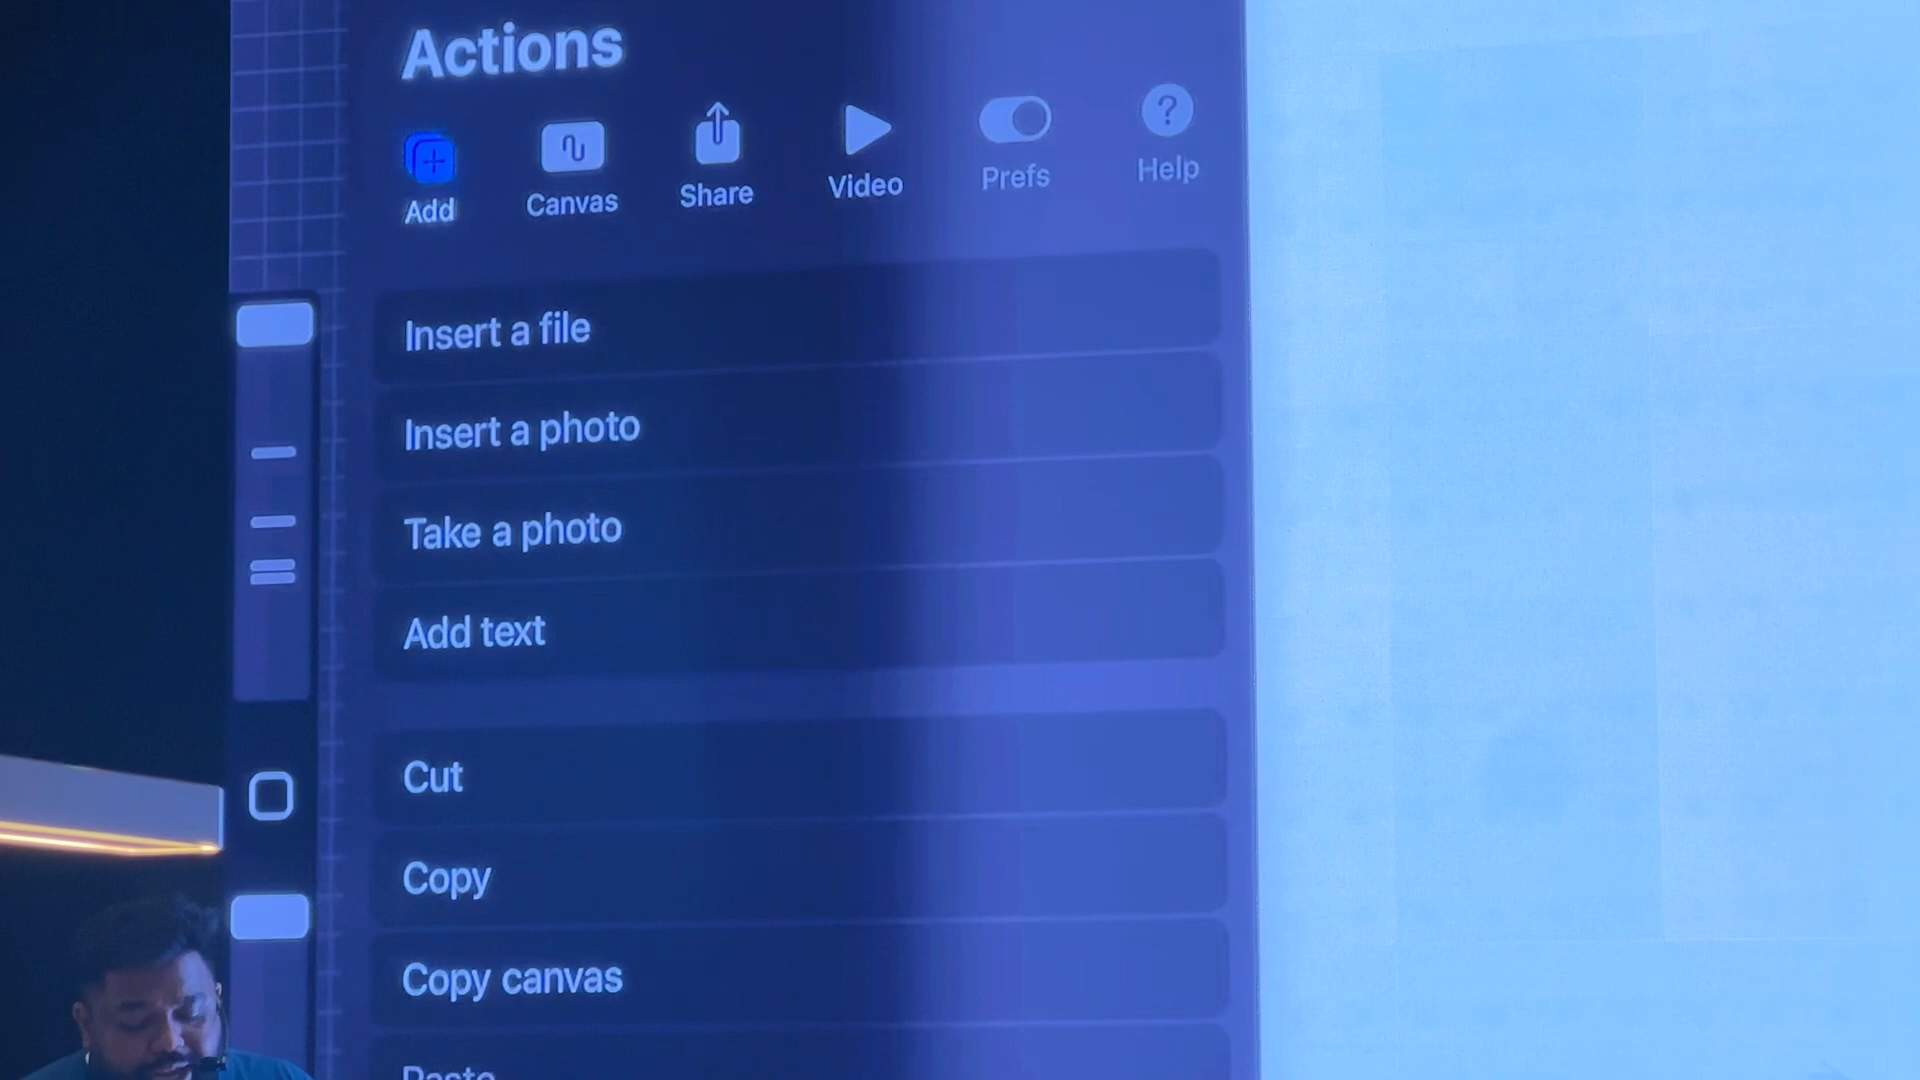 Actions
Add
Canvas
Share
Video
Prefs
Help
Insert a file
Insert a photo
Take a photo
Add text
Cut
Copy
Copy canvas
Paste